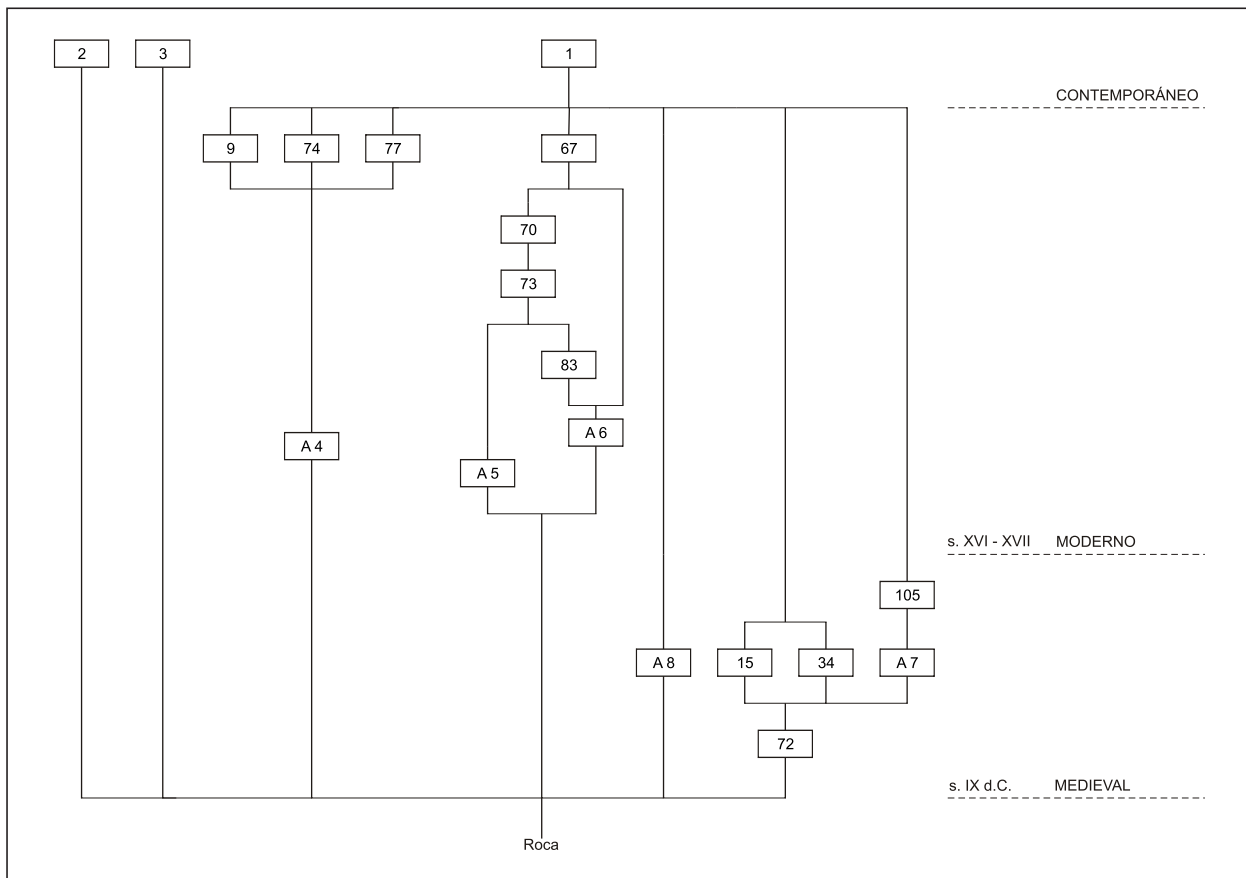 2 3 1
CONTEMPORÁNEO
9 74 77 67
70
73
83
A 6
A 4
A 5
s. XVI - XVII MODERNO
105
A 8 15 34 A 7
72
s. IX d.C. MEDIEVAL
Roca